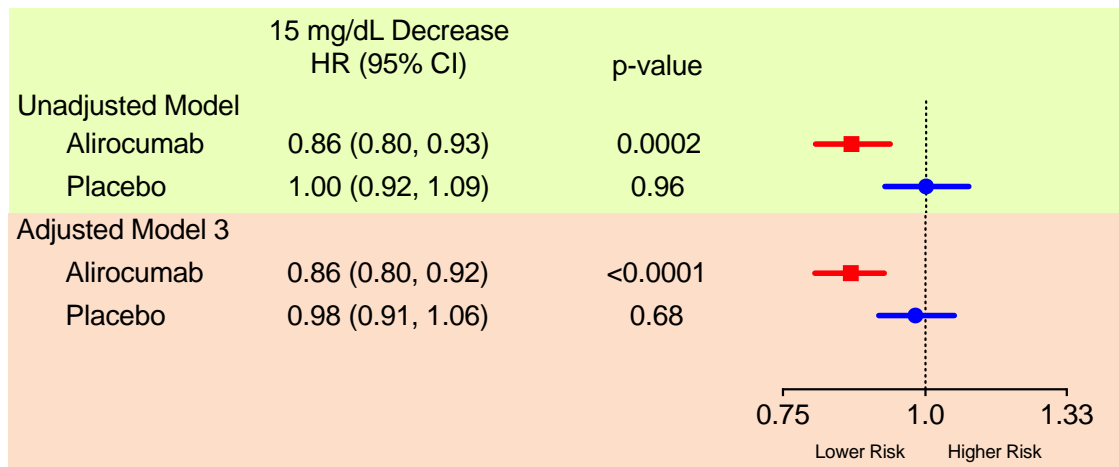 15 mg/dL Decrease
HR (95% CI) p-value
Unadjusted Model
Alirocumab 0.86 (0.80, 0.93) 0.0002
Placebo 1.00 (0.92, 1.09) 0.96
Adjusted Model 3
Alirocumab 0.86 (0.80, 0.92) <0.0001
Placebo 0.98 (0.91, 1.06) 0.68
0.75 1.0 1.33
Lower Risk Higher Risk